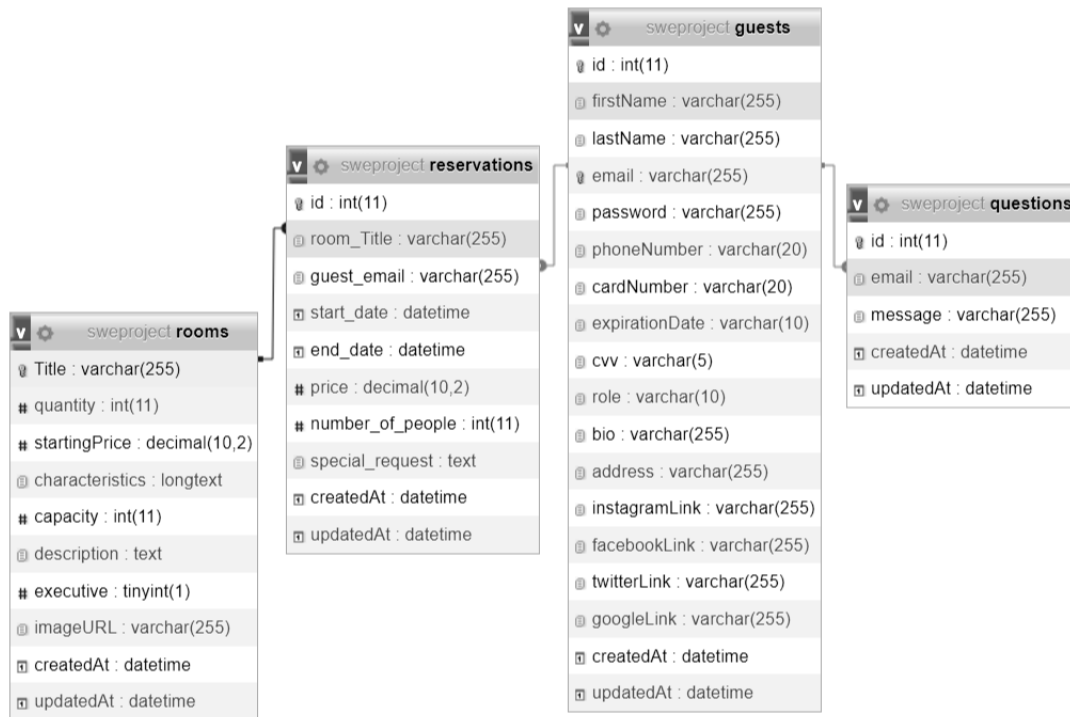 v sweproject guests
id : int(11)
firstName : varchar(255)
lastName : varchar(255)
email : varchar(255)
password : varchar(255)
phoneNumber : varchar(20)
cardNumber : varchar(20)
expirationDate : varchar(10)
cvv : varchar(5)
role : varchar(10)
bio : varchar(255)
address : varchar(255)
instagramLink : varchar(255)
facebookLink : varchar(255)
twitterLink : varchar(255)
googleLink : varchar(255)
createdAt : datetime
updatedAt : datetime
v sweproject reservations
id : int(11)
room_Title : varchar(255)
guest_email : varchar(255)
start_date : datetime
end_date : datetime
# price : decimal(10,2)
# number_of_people : int(11)
special_request : text
createdAt : datetime
updatedAt : datetime
v sweproject questions
id : int(11)
email : varchar(255)
message : varchar(255)
createdAt : datetime
updatedAt : datetime
v sweproject rooms
Title : varchar(255)
# quantity : int(11)
# startingPrice : decimal(10,2)
characteristics : longtext
# capacity : int(11)
description : text
# executive : tinyint(1)
imageURL : varchar(255)
createdAt : datetime
updatedAt : datetime